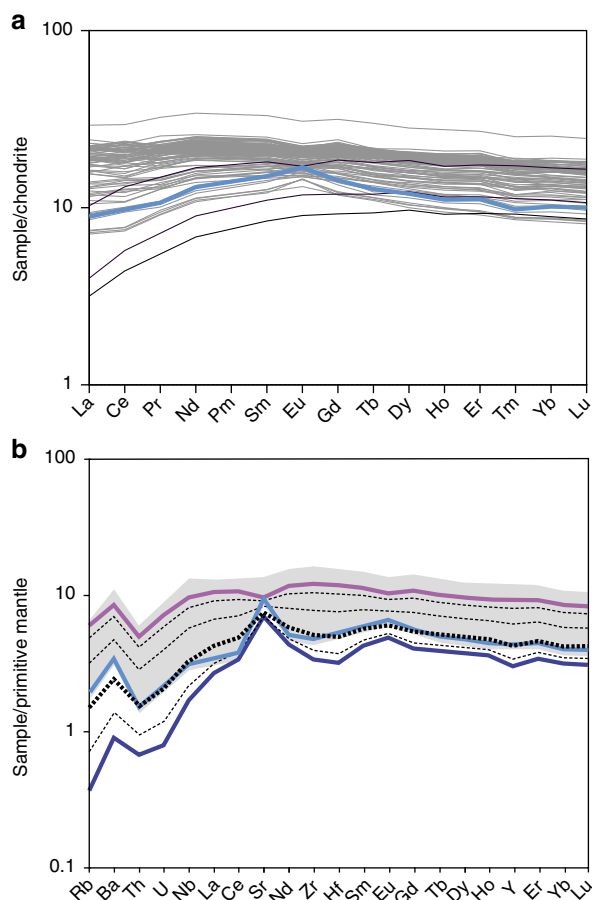 a
100
10
1
Sample/chondrite
La Ce Pr Nd Pm Sm Eu Gd Tb Dy Ho Er Tm Yb Lu
b
100
10
1
0.1
Sample/primitive mantle
Rb Ba Th U Nb La Ce Sr Nd Zr Hf Sm Eu Gd Tb Dy Ho Y Er Yb Lu